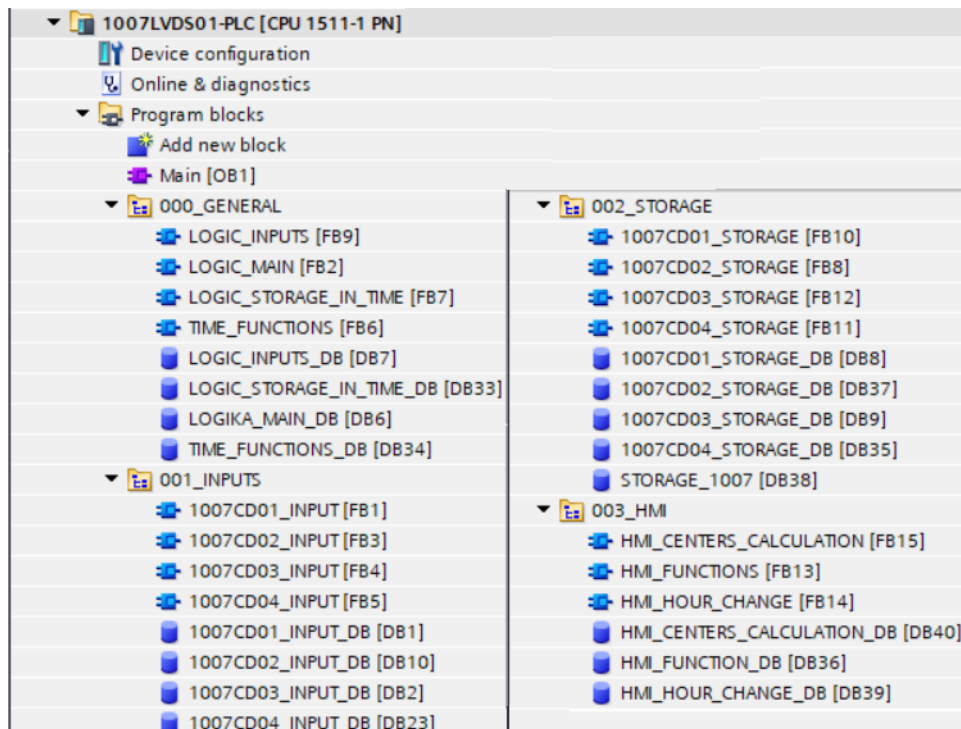 1007LVDS01-PLC [CPU 1511-1 PN]
Device configuration
Online & diagnostics
Program blocks
Add new block
Main [OB1]
000_GENERAL
LOGIC_INPUTS [FB9]
LOGIC_MAIN [FB2]
LOGIC_STORAGE_IN_TIME [FB7]
TIME_FUNCTIONS [FB6]
LOGIC_INPUTS_DB [DB7]
LOGIC_STORAGE_IN_TIME_DB [DB33]
LOGIKA_MAIN_DB [DB6]
TIME_FUNCTIONS_DB [DB34]
001_INPUTS
1007CD01_INPUT [FB1]
1007CD02_INPUT [FB3]
1007CD03_INPUT [FB4]
1007CD04_INPUT [FB5]
1007CD01_INPUT_DB [DB1]
1007CD02_INPUT_DB [DB10]
1007CD03_INPUT_DB [DB2]
1007CD04_INPUT_DB [DB23]
002_STORAGE
1007CD01_STORAGE [FB10]
1007CD02_STORAGE [FB8]
1007CD03_STORAGE [FB12]
1007CD04_STORAGE [FB11]
1007CD01_STORAGE_DB [DB8]
1007CD02_STORAGE_DB [DB37]
1007CD03_STORAGE_DB [DB9]
1007CD04_STORAGE_DB [DB35]
STORAGE_1007 [DB38]
003_HMI
HMI_CENTERS_CALCULATION [FB15]
HMI_FUNCTIONS [FB13]
HMI_HOUR_CHANGE [FB14]
HMI_CENTERS_CALCULATION_DB [DB40]
HMI_FUNCTION_DB [DB36]
HMI_HOUR_CHANGE_DB [DB39]